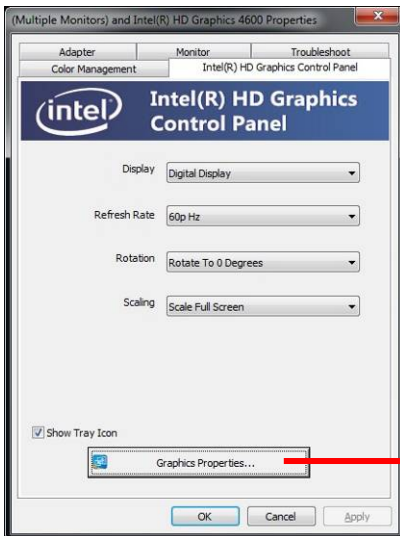 (Multiple Monitors) and Intel(R) HD Graphics 4600 Properties
Adapter
Monitor
Troubleshoot
Color Management
Intel(R) HD Graphics Control Panel
intel
Intel(R) HD Graphics
Control Panel
Display
Digital Display
Refresh Rate
60p Hz
Rotation
Rotate To 0 Degrees
Scaling
Scale Full Screen
Show Tray Icon
Graphics Properties...
OK
Cancel
Apply